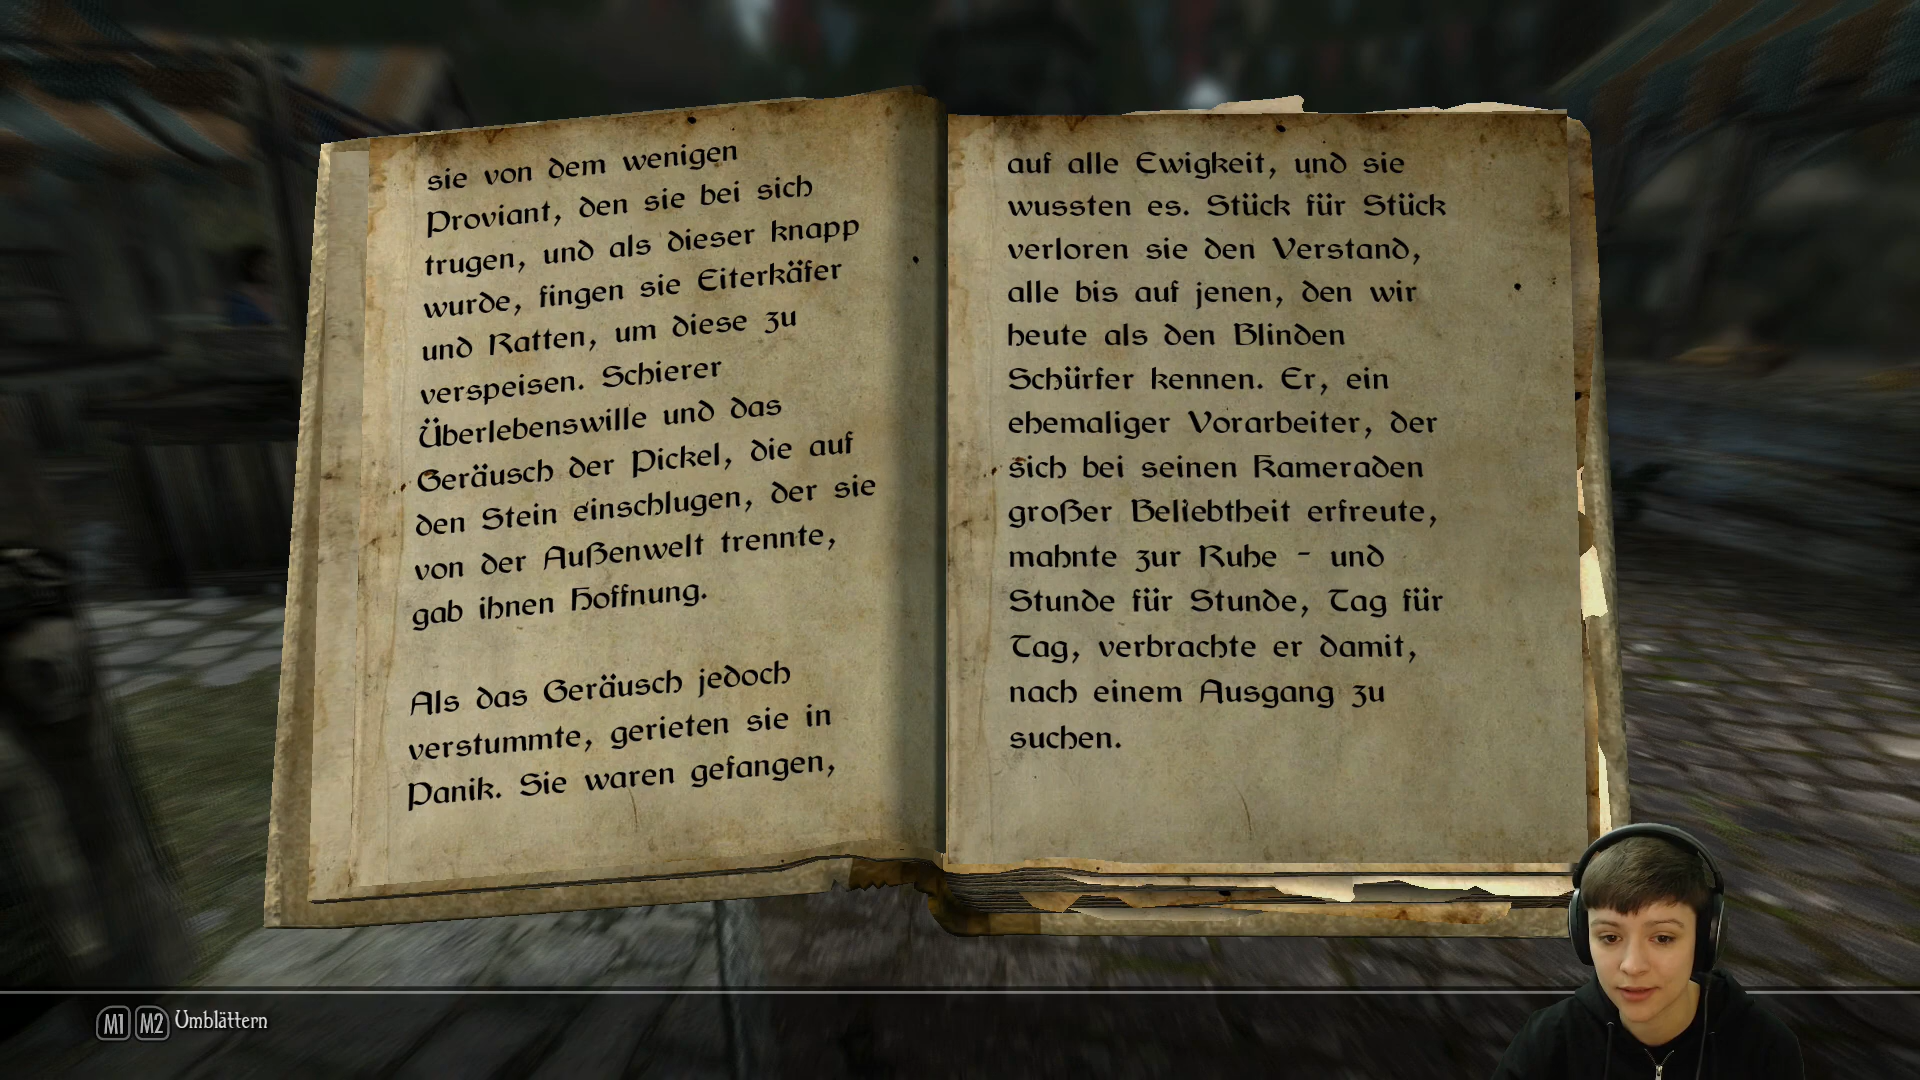 sie von dem wenigen
Proviant, den sie bei sich
trugen, und als dieser knapp
wurde, fingen sie Eiterkäfer
und Ratten, um diese zu
verspeisen. Schierer
Überlebenswille und das
Geräusch der Pickel, die auf
den Stein einschlugen, der sie
von der Außenwelt trennte,
gab ihnen Hoffnung.
Als das Geräusch jedoch
verstummte, gerieten sie in
Panik. Sie waren gefangen,
auf alle Ewigkeit, und sie
wussten es. Stück für Stück
verloren sie den Verstand,
alle bis auf jenen, den wir
heute als den Blinden
Schürfer kennen. Er, ein
ehemaliger Vorarbeiter, der
sich bei seinen Kameraden
großer Beliebtheit erfreute,
mahnte zur Ruhe - und
Stunde für Stunde, Tag für
Tag, verbrachte er damit,
nach einem Ausgang zu
suchen.
M1 M2 Umblättern